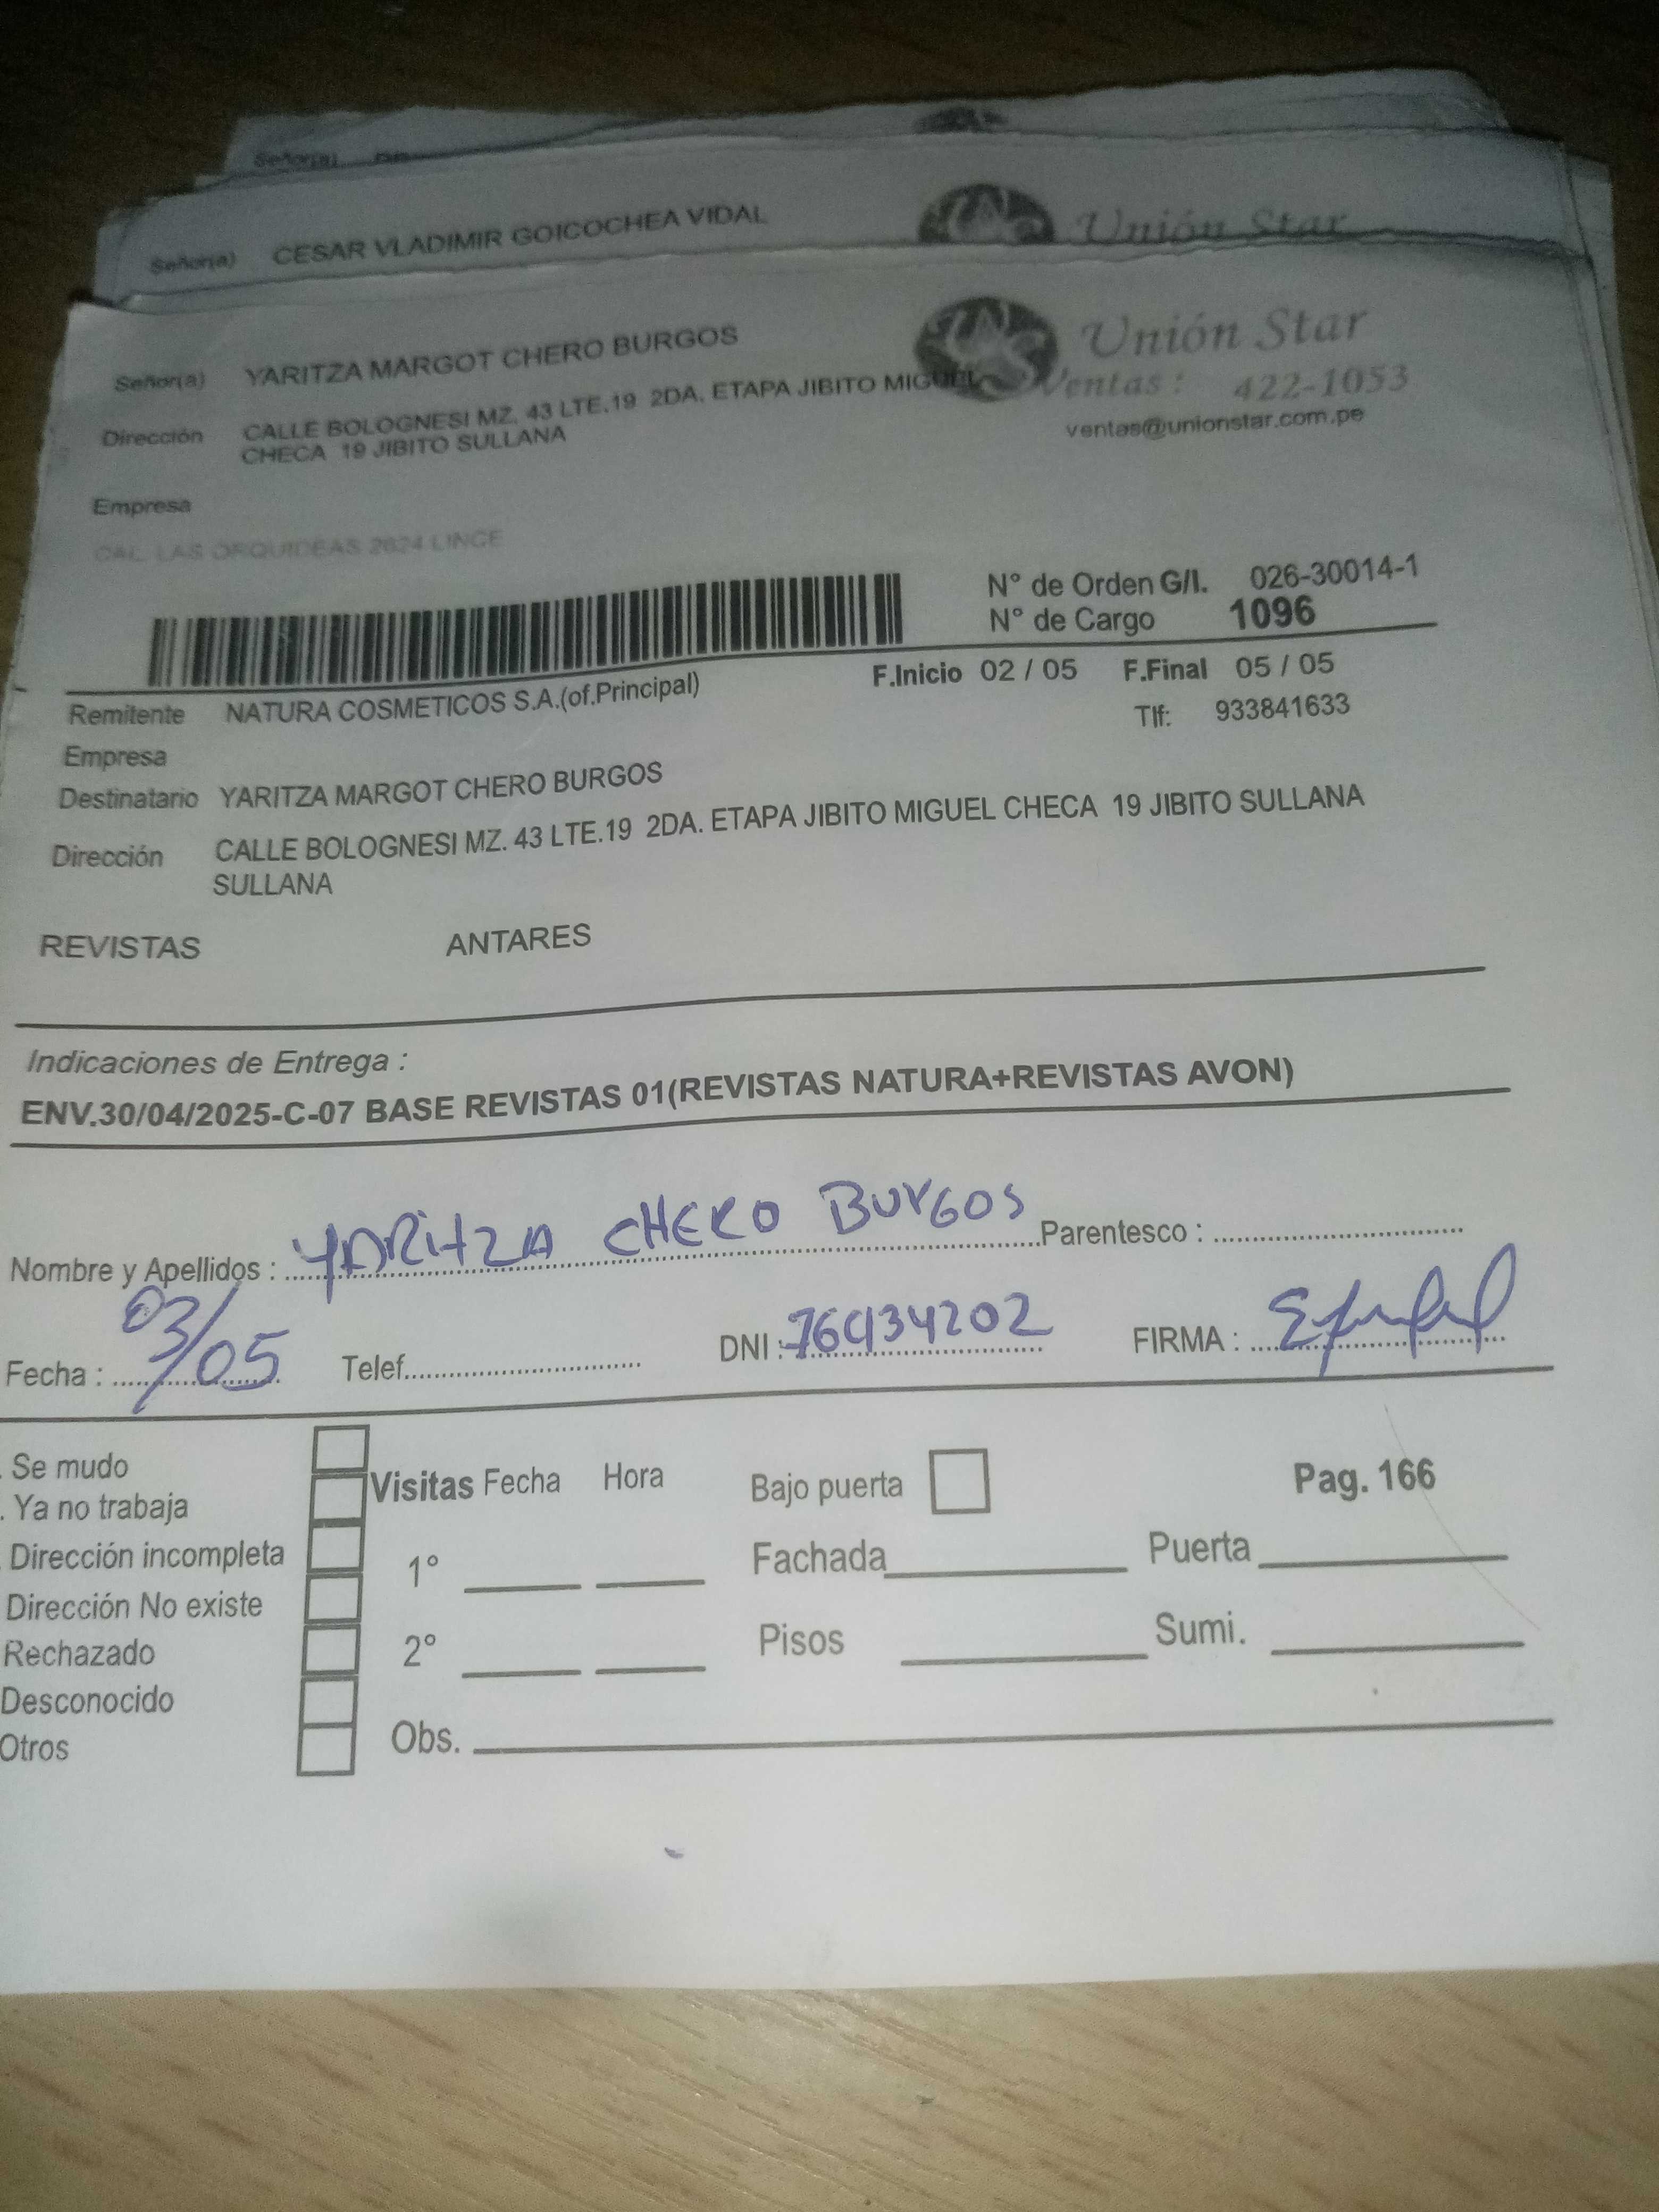 Señor(a)
Señor(a) CESAR VLADIMIR GOICOCHEA VIDAL Unión Star
Señor(a) YARITZA MARGOT CHERO BURGOS Unión Star
Ventas : 422-1053
Dirección CALLE BOLOGNESI MZ. 43 LTE.19 2DA. ETAPA JIBITO MIGUEL
CHECA 19 JIBITO SULLANA
ventas@unionstar.com.pe
Empresa
CAL. LAS ORQUIDEAS 2624 LINCE
N° de Orden G/I. 026-30014-1
N° de Cargo 1096
F.Inicio 02 / 05 F.Final 05 / 05
Remitente NATURA COSMETICOS S.A.(of.Principal) Tlf: 933841633
Empresa
Destinatario YARITZA MARGOT CHERO BURGOS
Dirección CALLE BOLOGNESI MZ. 43 LTE.19 2DA. ETAPA JIBITO MIGUEL CHECA 19 JIBITO SULLANA
SULLANA
REVISTAS ANTARES
Indicaciones de Entrega :
ENV.30/04/2025-C-07 BASE REVISTAS 01(REVISTAS NATURA+REVISTAS AVON)
Nombre y Apellidos : YARITZA CHERO BURGOS Parentesco :
Fecha : 03/05 Telef. DNI : 76934202 FIRMA :
Se mudo
Ya no trabaja
Dirección incompleta
Dirección No existe
Rechazado
Desconocido
Otros
Visitas Fecha Hora
1°
2°
Obs.
Bajo puerta Pag. 166
Fachada Puerta
Pisos Sumi.